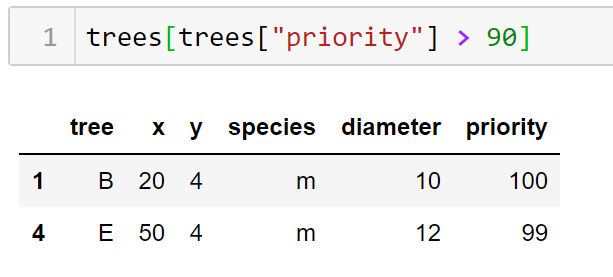 1 trees[trees["priority"] > 90]
tree x y species diameter priority
1 B 20 4 m 10 100
4 E 50 4 m 12 99